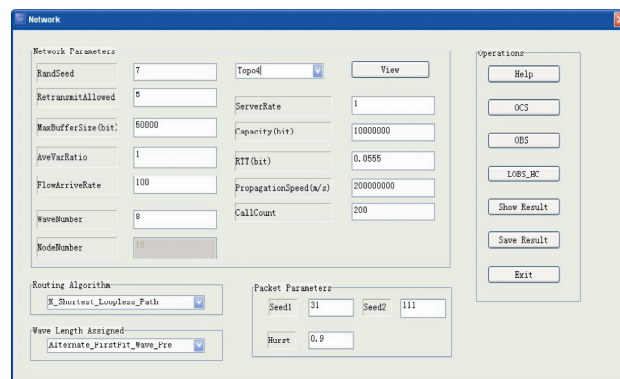 Network
Network Parameters
RandSeed 7
RetransmitAllowed 5
MaxBufferSize(bit) 50000
AveVarRatio 1
FlowArriveRate 100
WaveNumber 8
NodeNumber 16
Topo4 View
ServerRate 1
Capacity(bit) 10000000
RTT(bit) 0.0555
PropagationSpeed(m/s) 200000000
CallCount 200
Operations
Help
OCS
OBS
LOBS_HC
Show Result
Save Result
Exit
Routing Algorithm
K_Shortest_Loopless_Path
Wave Length Assigned
Alternate_FirstFit_Wave_Pre
Packet Parameters
Seed1 31 Seed2 111
Hurst 0.9